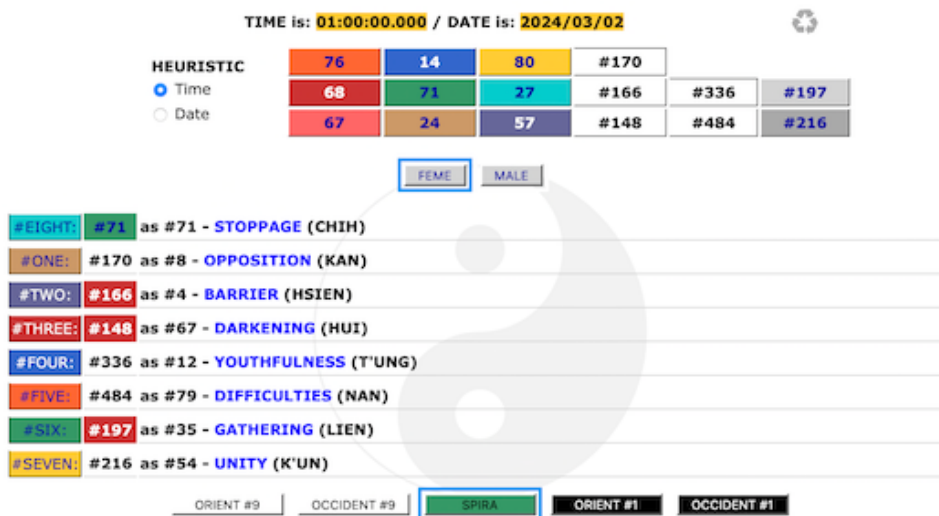 TIME is: 01:00:00.000 / DATE is: 2024/03/02
HEURISTIC
Time
Date
76 14 80 #170
68 71 27 #166 #336 #197
67 24 57 #148 #484 #216
FEME MALE
#EIGHT: #71 as #71 - STOPPAGE (CHIH)
#ONE: #170 as #8 - OPPOSITION (KAN)
#TWO: #166 as #4 - BARRIER (HSIEN)
#THREE: #148 as #67 - DARKENING (HUI)
#FOUR: #336 as #12 - YOUTHFULNESS (T'UNG)
#FIVE: #484 as #79 - DIFFICULTIES (NAN)
#SIX: #197 as #35 - GATHERING (LIEN)
#SEVEN: #216 as #54 - UNITY (K'UN)
ORIENT #9 OCCIDENT #9 SPIRA ORIENT #1 OCCIDENT #1